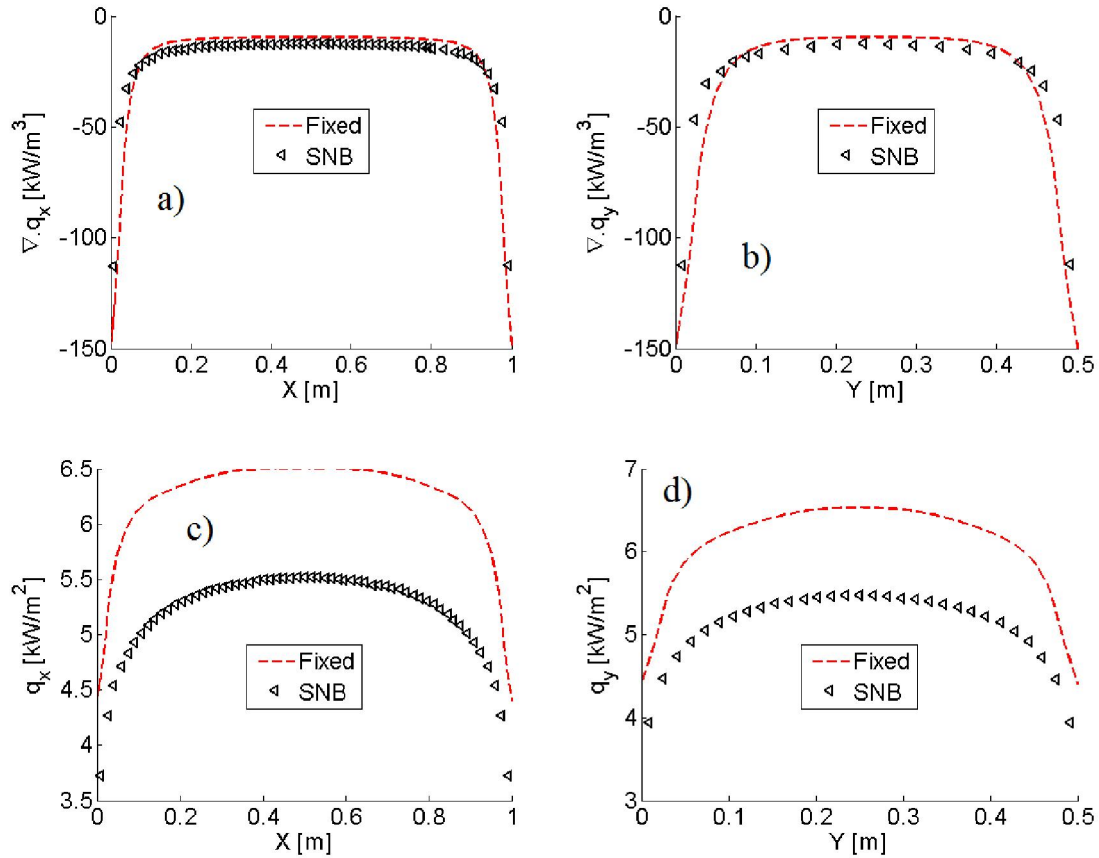 0
-50
-100
-150
∇.q_x [kW/m^3]
Fixed
SNB
a)
0 0.2 0.4 0.6 0.8 1
X [m]
0
-50
-100
-150
∇.q_y [kW/m^3]
Fixed
SNB
b)
0 0.1 0.2 0.3 0.4 0.5
Y [m]
6.5
6
5.5
5
4.5
4
3.5
q_x [kW/m^2]
c)
Fixed
SNB
0 0.2 0.4 0.6 0.8 1
X [m]
7
6
5
4
3
q_y [kW/m^2]
d)
Fixed
SNB
0 0.1 0.2 0.3 0.4 0.5
Y [m]